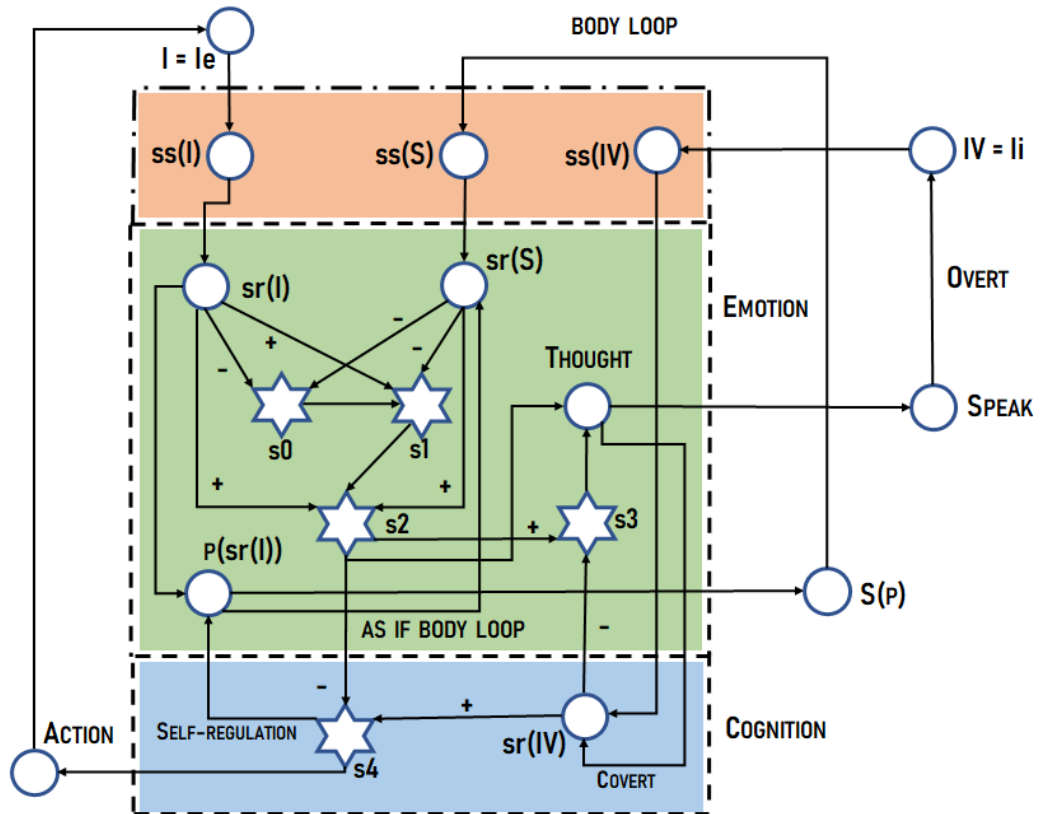 BODY LOOP
I = Ie
ss(I)
ss(S)
ss(IV)
IV = Ii
sr(I)
sr(S)
OVERT
EMOTION
-
+
-
-
THOUGHT
SPEAK
s0
s1
+
+
s2
+
s3
P(sr(I))
S(P)
AS IF BODY LOOP
-
-
+
SELF-REGULATION
sr(IV)
COGNITION
ACTION
s4
COVERT